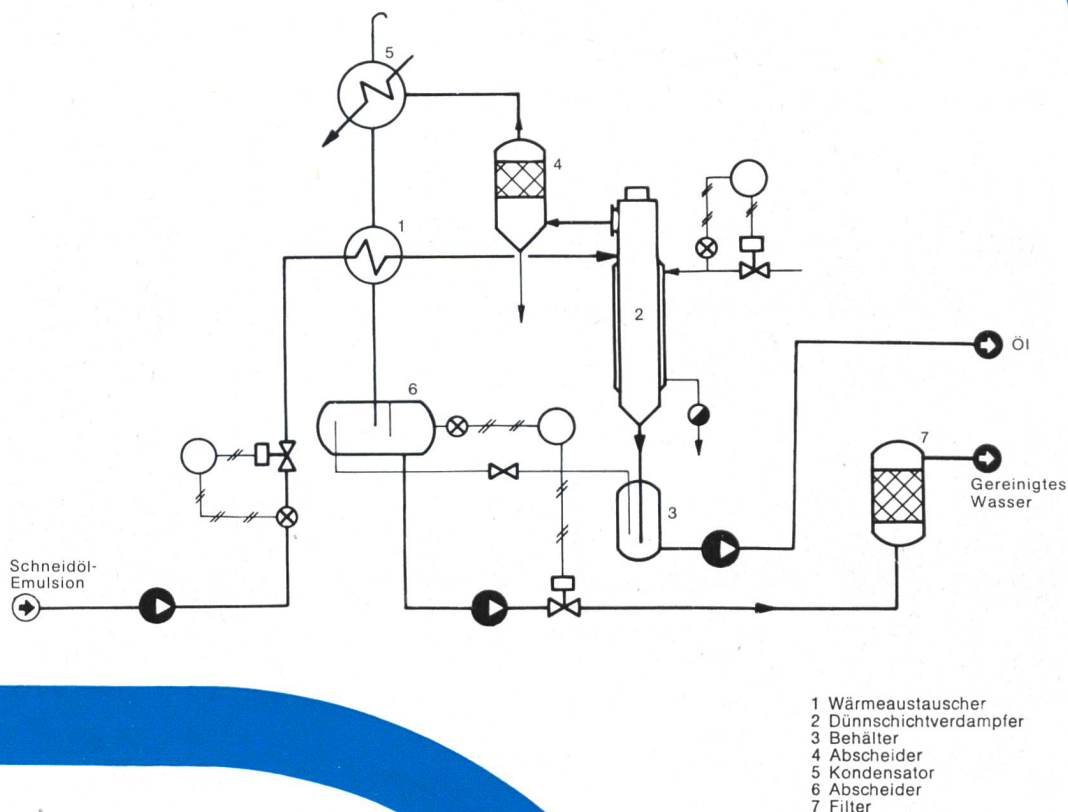 5
4
1
2
Öl
6
7
Gereinigtes
Wasser
3
Schneidöl-
Emulsion
1 Wärmeaustauscher
2 Dünnschichtverdampfer
3 Behälter
4 Abscheider
5 Kondensator
6 Abscheider
7 Filter